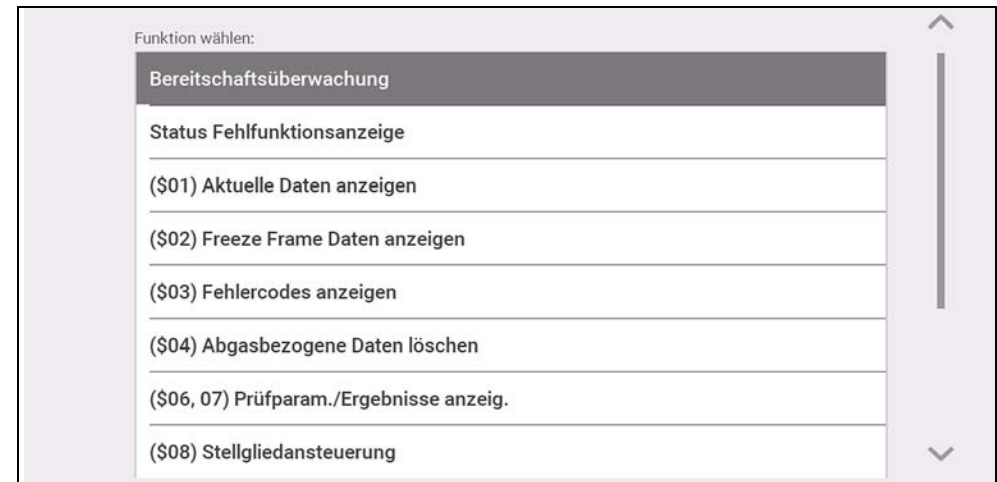 Funktion wählen:
Bereitschaftsüberwachung
Status Fehlfunktionsanzeige
($01) Aktuelle Daten anzeigen
($02) Freeze Frame Daten anzeigen
($03) Fehlercodes anzeigen
($04) Abgasbezogene Daten löschen
($06, 07) Prüfparam./Ergebnisse anzeig.
($08) Stellgliedansteuerung